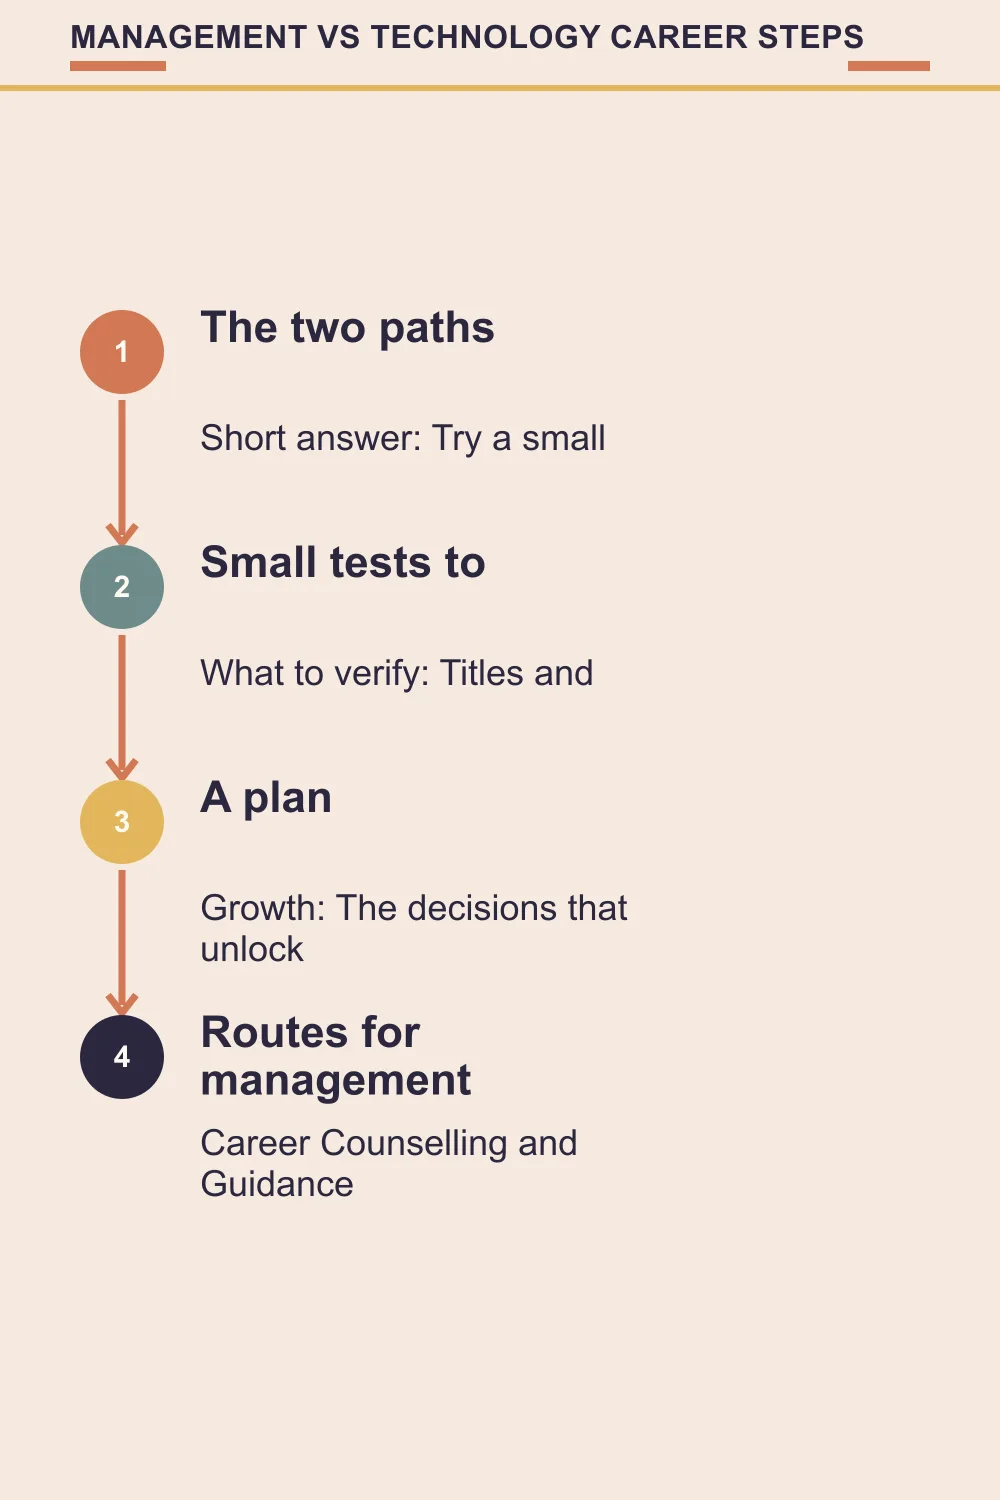 MANAGEMENT VS TECHNOLOGY CAREER STEPS
1
The two paths
Short answer: Try a small
2
Small tests to
What to verify: Titles and
3
A plan
Growth: The decisions that
unlock
4
Routes for
management
Career Counselling and
Guidance